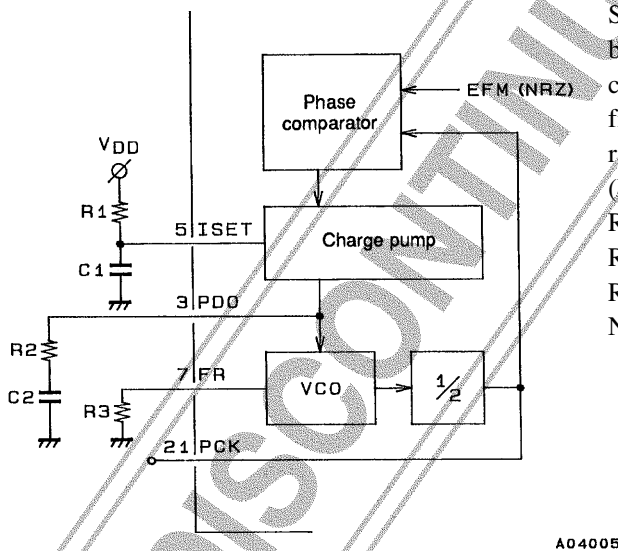 Phase
comparator
EFM (NRZ)
VDD
R1
5 ISET
Charge pump
C1
3 PDO
R2
7 FR
VCO
1/2
C2
R3
21 PCK
A04005
DISCONTINU
S
b
c
f
r
(
R
R
R
N